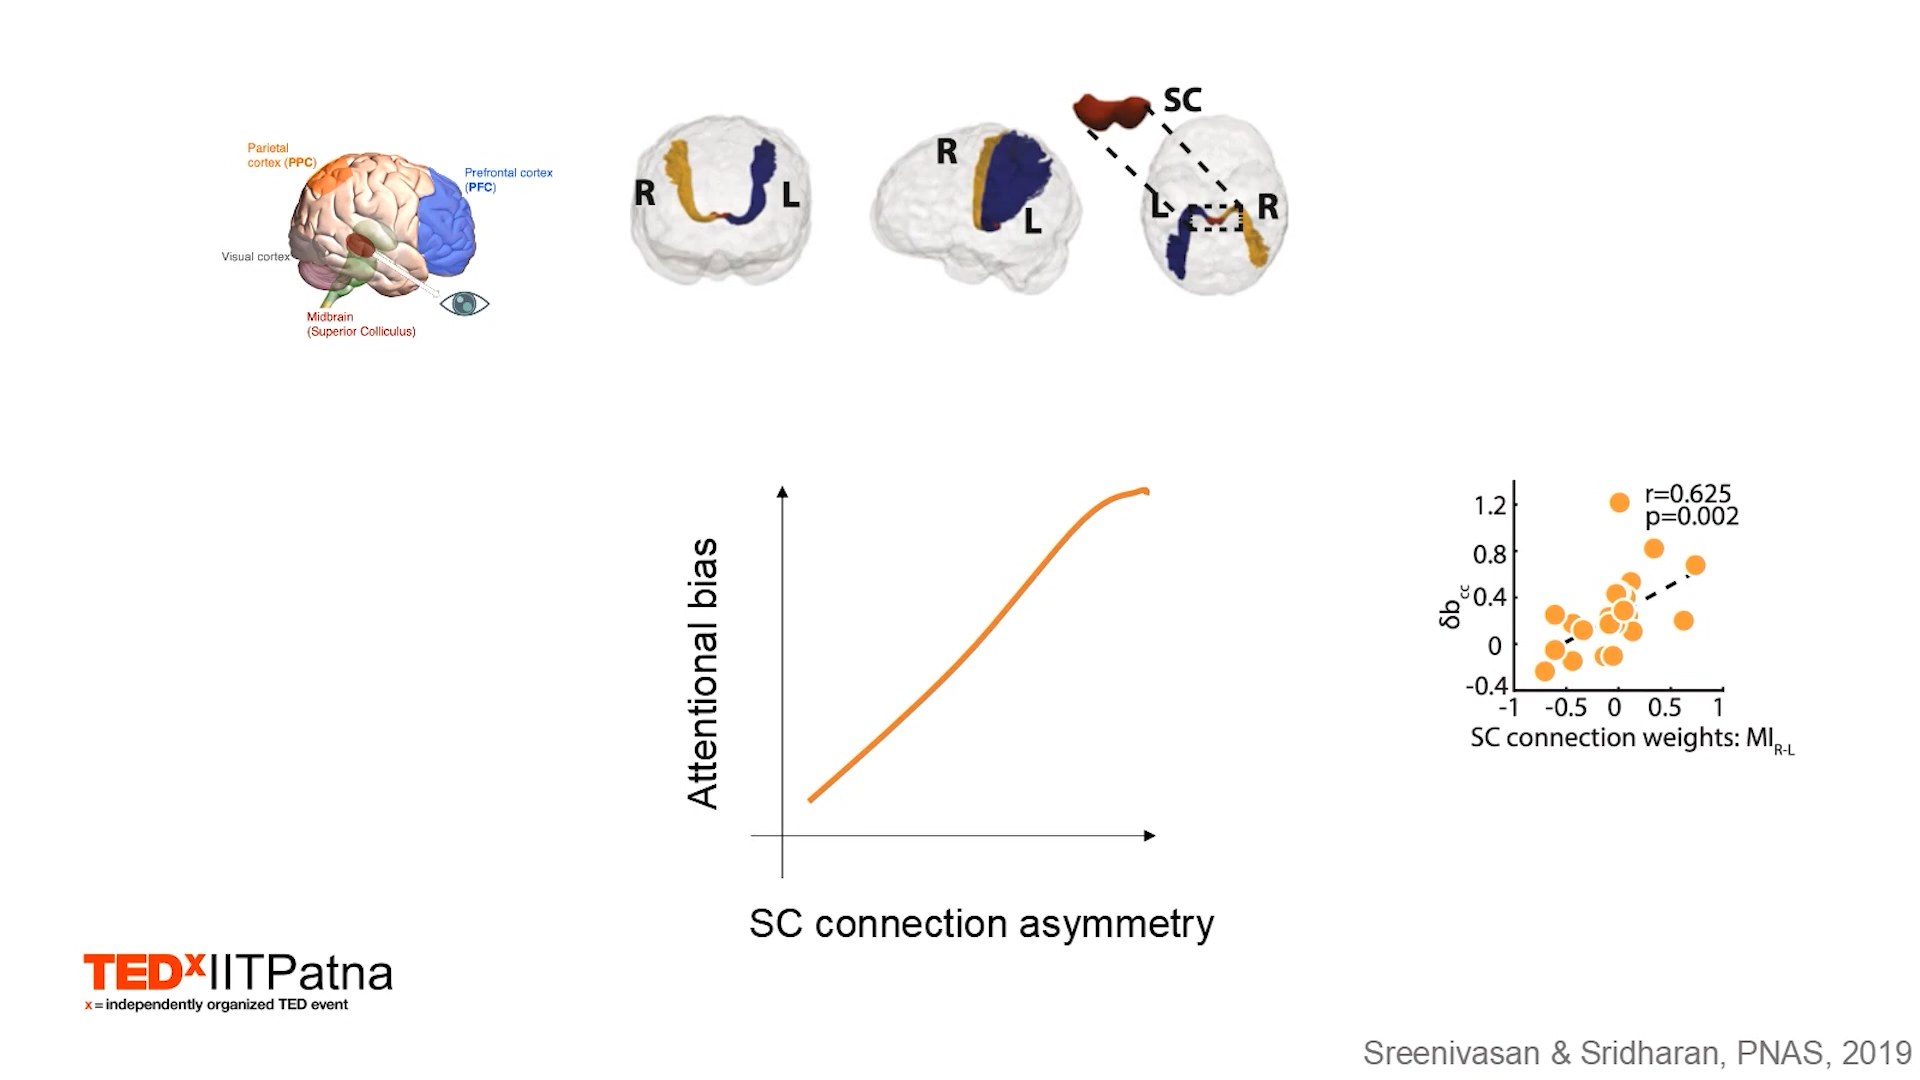 Parietal
cortex (PPC)
Prefrontal cortex
(PFC)
Visual cortex
Midbrain
(Superior Colliculus)
R
L
R
L
SC
L
R
Attentional bias
SC connection asymmetry
r=0.625
p=0.002
1.2
0.8
0.4
0
-0.4
δbcc
-1 -0.5 0 0.5 1
SC connection weights: MIR-L
TEDxIITPatna
x = independently organized TED event
Sreenivasan & Sridharan, PNAS, 2019